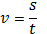 v = s/t